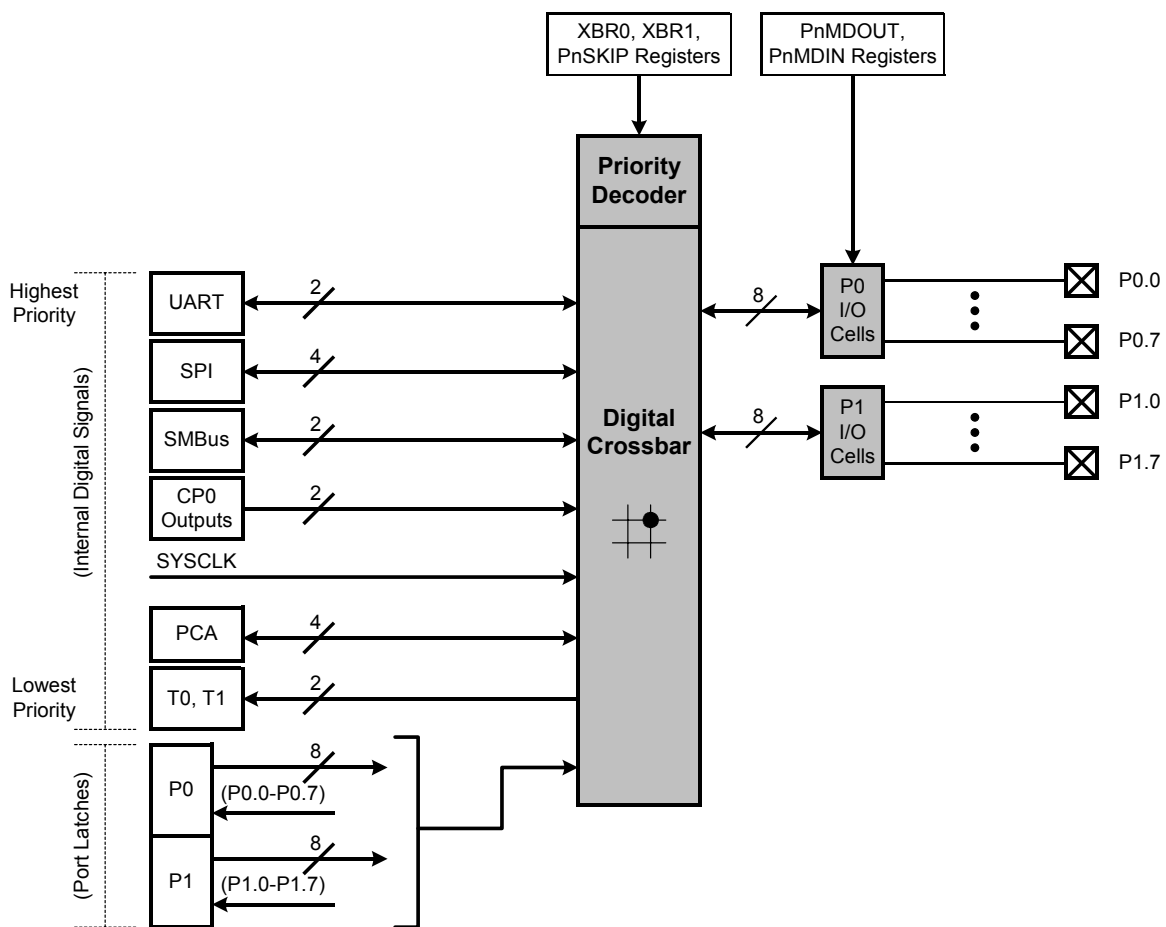 XBR0, XBR1,
PnSKIP Registers
PnMDOUT,
PnMDIN Registers
Priority
Decoder
Highest
Priority
(Internal Digital Signals)
UART
2
SPI
4
SMBus
2
CP0
Outputs
2
SYSCLK
PCA
4
Lowest
Priority
T0, T1
2
Digital
Crossbar
8
P0
I/O
Cells
P0.0
P0.7
8
P1
I/O
Cells
P1.0
P1.7
(Port Latches)
P0
8
(P0.0-P0.7)
P1
8
(P1.0-P1.7)